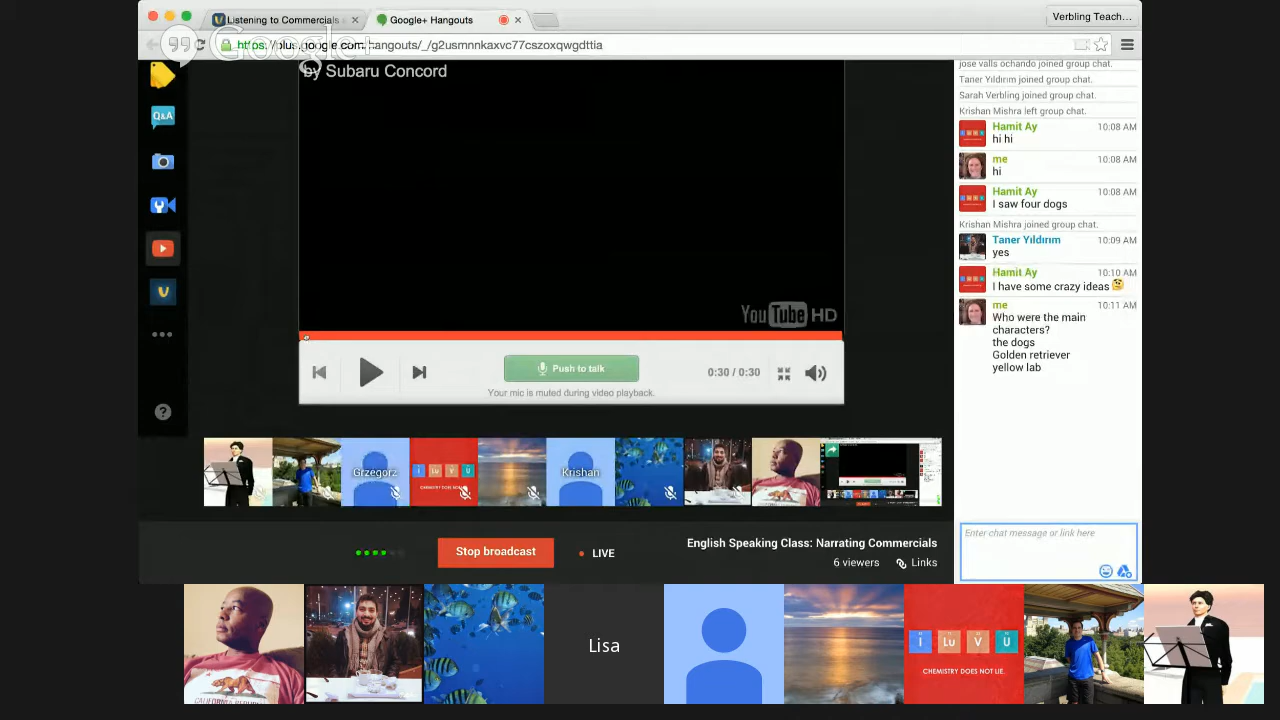 Listening to Commercials
Google+ Hangouts
Verbling Teach...
Google+
https://plus.google.com/hangouts/_/g2usmnnkaxvc77cszoxqwgdttia
by Subaru Concord
Q&A
YouTube HD
Push to talk
0:30 / 0:30
Your mic is muted during video playback.
Grzegorz
I Lu V U
Krishan
Stop broadcast
LIVE
English Speaking Class: Narrating Commercials
6 viewers
Links
jose valls ochando joined group chat.
Taner Yıldırım joined group chat.
Sarah Verbling joined group chat.
Krishan Mishra left group chat.
Hamit Ay 10:08 AM
hi hi
me 10:08 AM
hi
Hamit Ay 10:08 AM
I saw four dogs
Krishan Mishra joined group chat.
Taner Yıldırım 10:09 AM
yes
Hamit Ay 10:10 AM
I have some crazy ideas
me 10:11 AM
Who were the main
characters?
the dogs
Golden retriever
yellow lab
Enter chat message or link here
Lisa
I Lu V U
CHEMISTRY DOES NOT LIE.